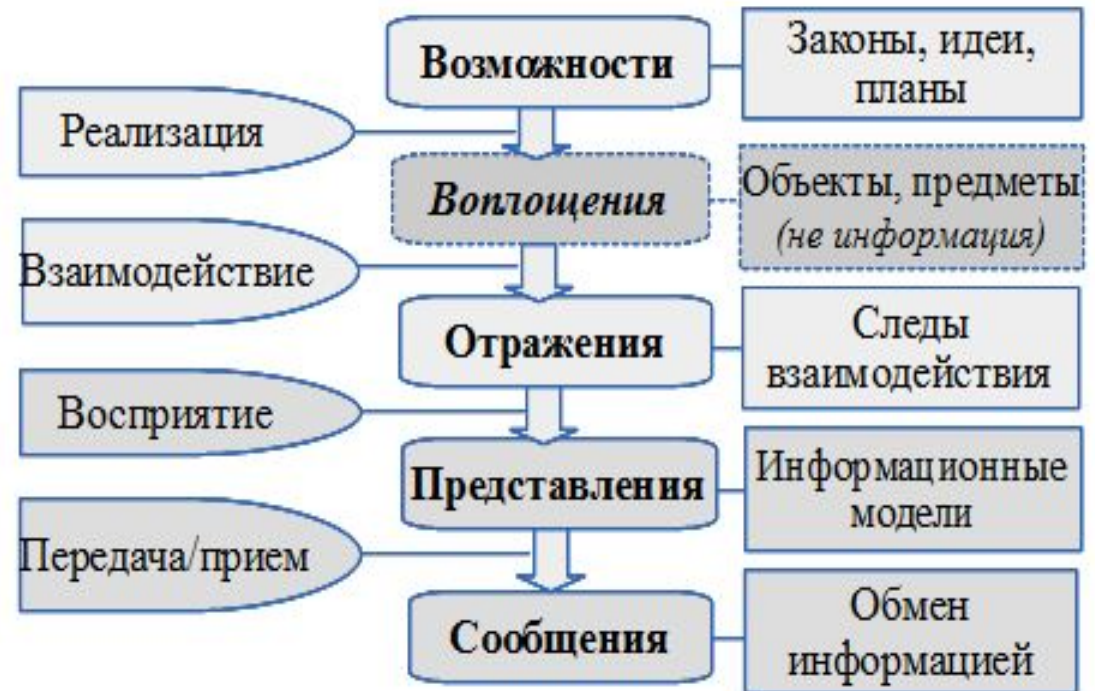 Возможности
Законы, идеи,
планы
Реализация
Воплощения
Объекты, предметы
(не информация)
Взаимодействие
Отражения
Следы
взаимодействия
Восприятие
Представления
Информационные
модели
Передача/прием
Сообщения
Обмен
информацией